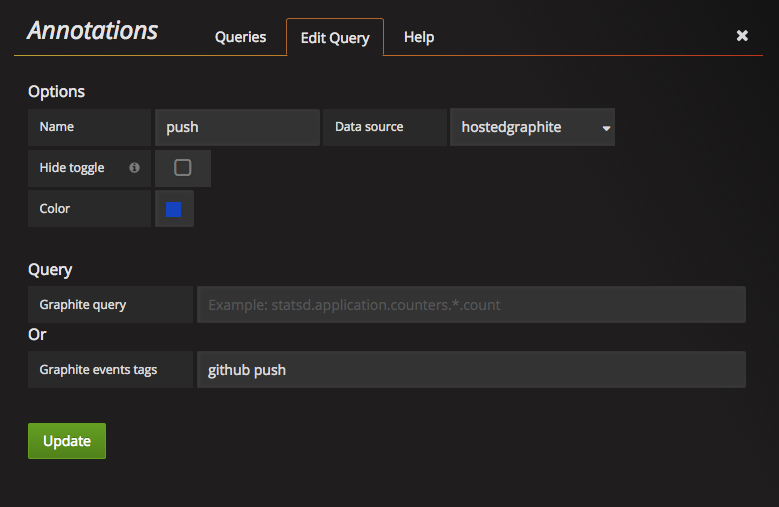 Annotations Queries Edit Query Help ×
Options
Name push Data source hostedgraphite
Hide toggle i
Color
Query
Graphite query Example: statsd.application.counters.*.count
Or
Graphite events tags github push
Update